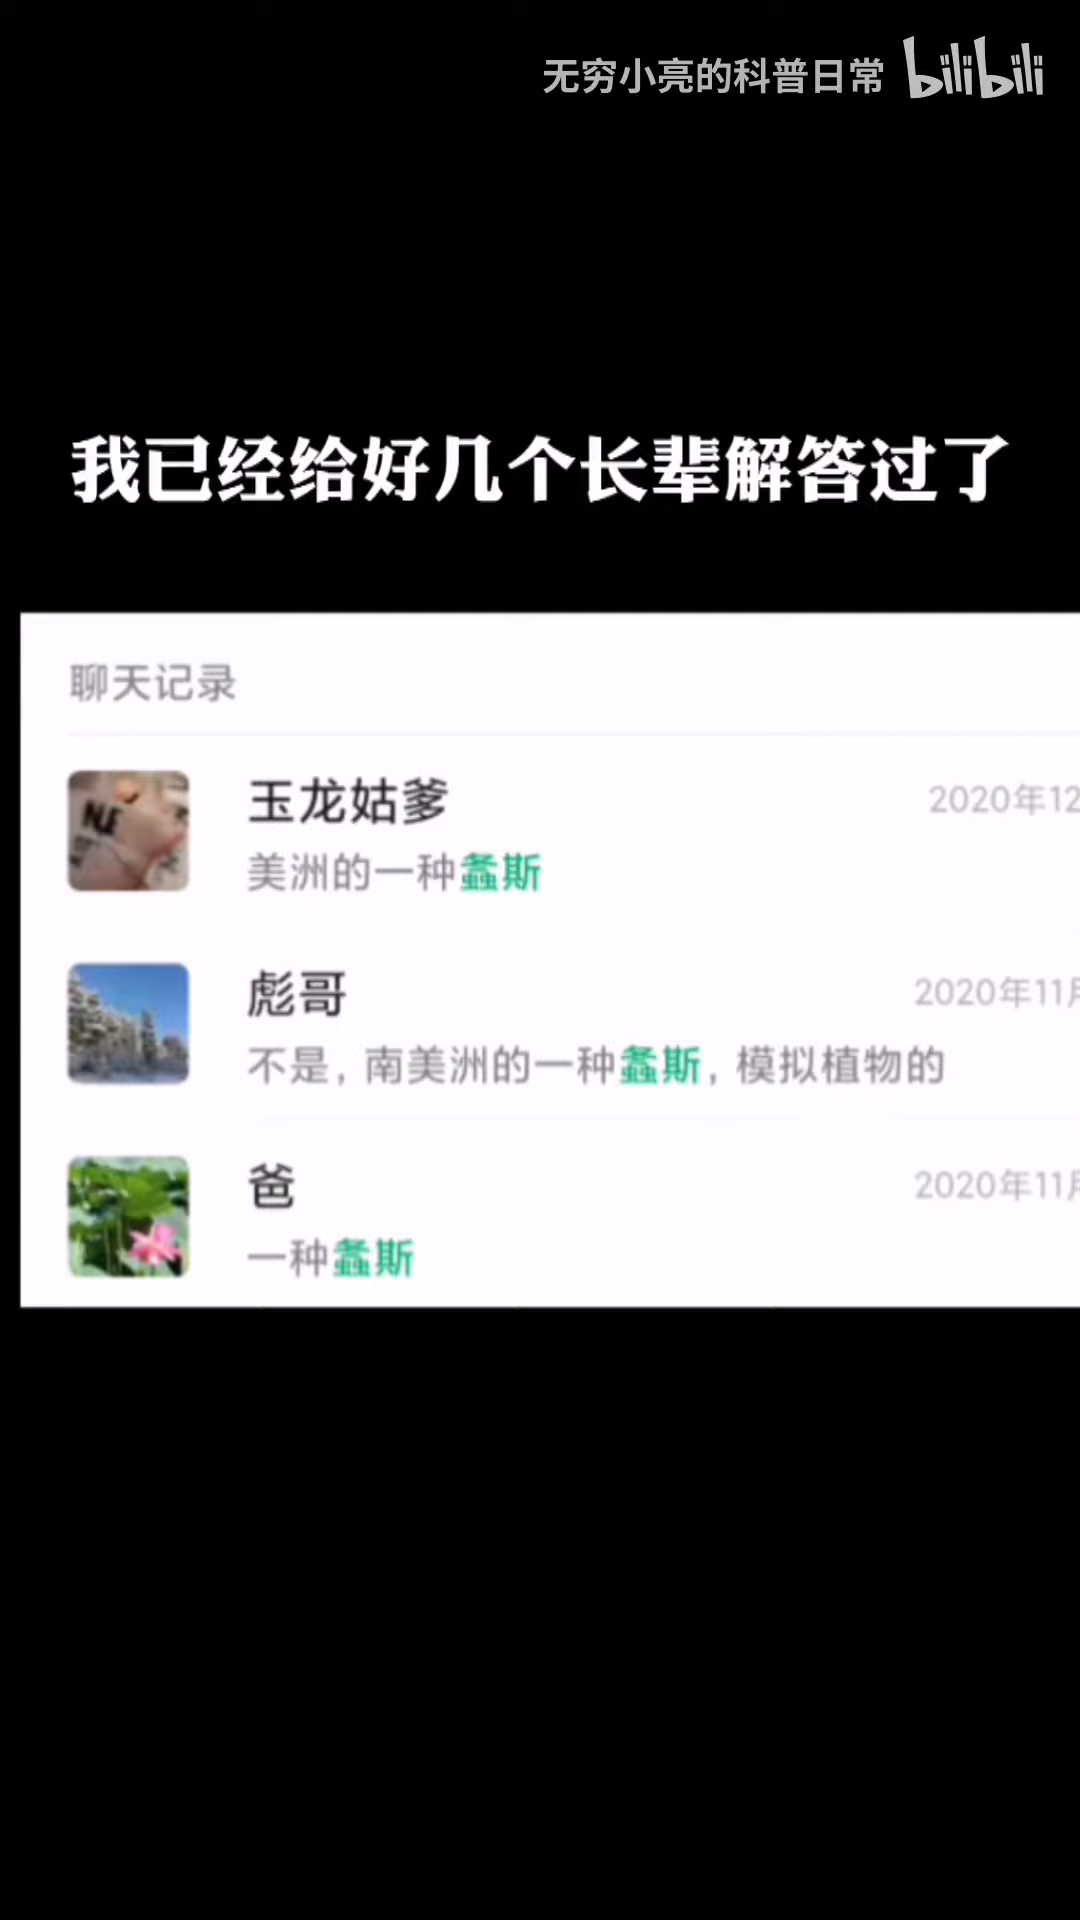 无穷小亮的科普日常 bilibili
我已经给好几个长辈解答过了
聊天记录
玉龙姑爹
2020年12
美洲的一种螽斯
彪哥
2020年11月
不是，南美洲的一种螽斯，模拟植物的
爸
2020年11月
一种螽斯